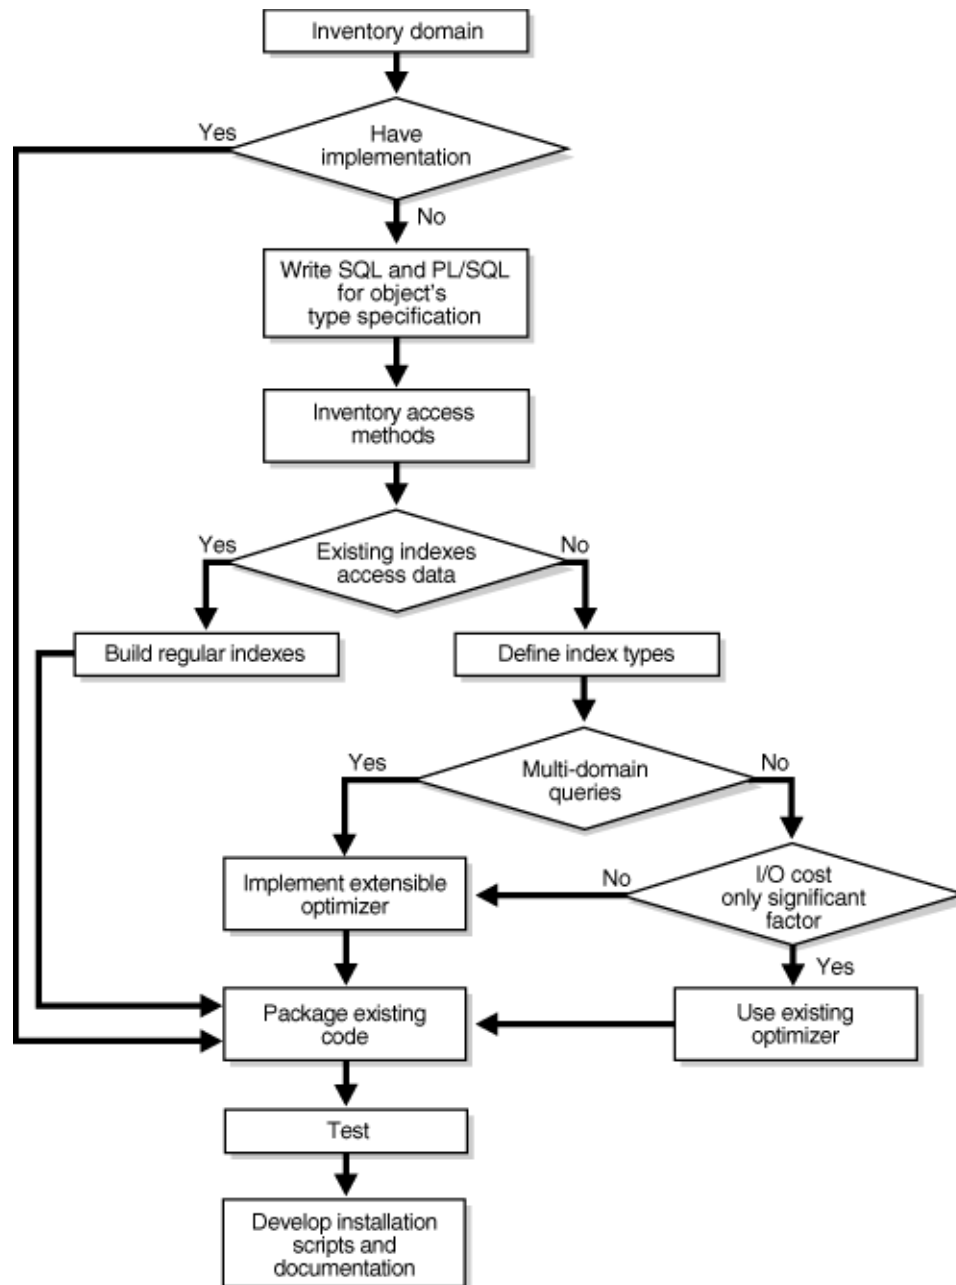 Inventory domain
Yes
Have
implementation
No
Write SQL and PL/SQL
for object's
type specification
Inventory access
methods
Yes
Existing indexes
access data
No
Build regular indexes
Define index types
Yes
Multi-domain
queries
No
Implement extensible
optimizer
No
I/O cost
only significant
factor
Yes
Package existing
code
Use existing
optimizer
Test
Develop installation
scripts and
documentation